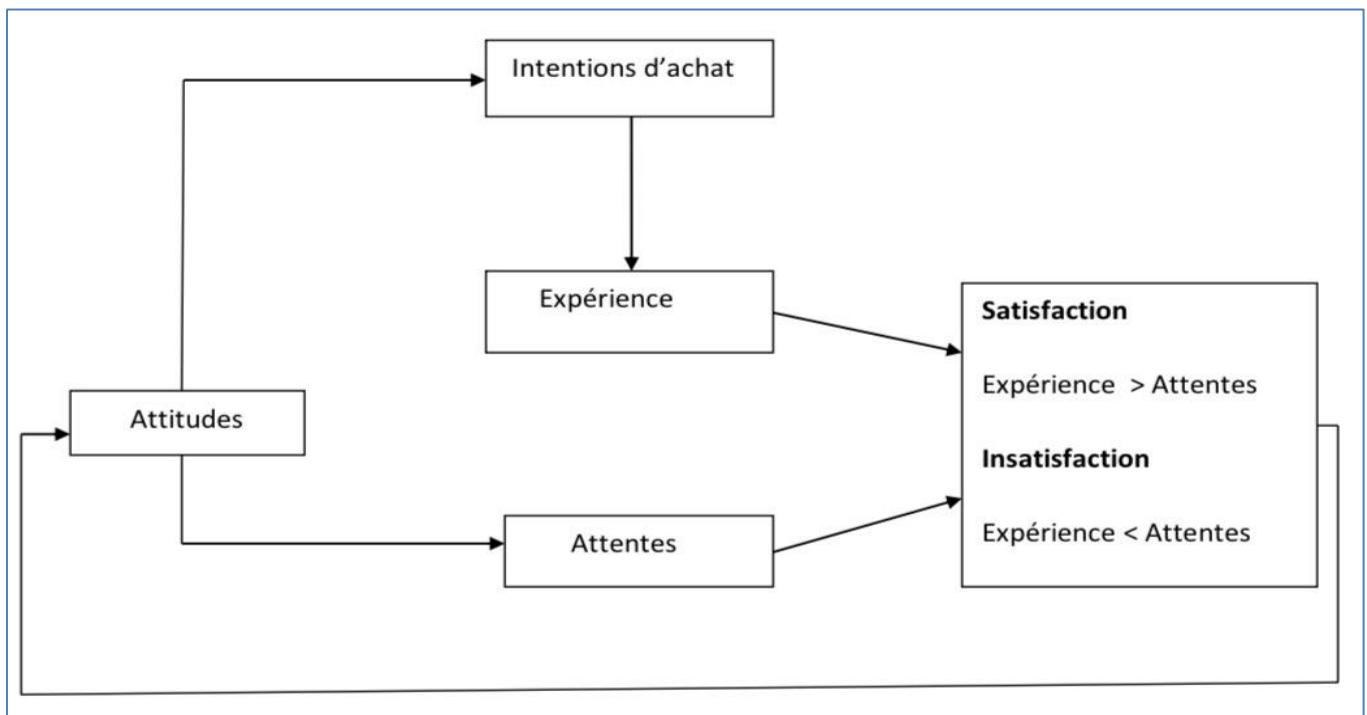 Intentions d’achat
Expérience
Satisfaction
Expérience > Attentes
Attitudes
Insatisfaction
Expérience < Attentes
Attentes